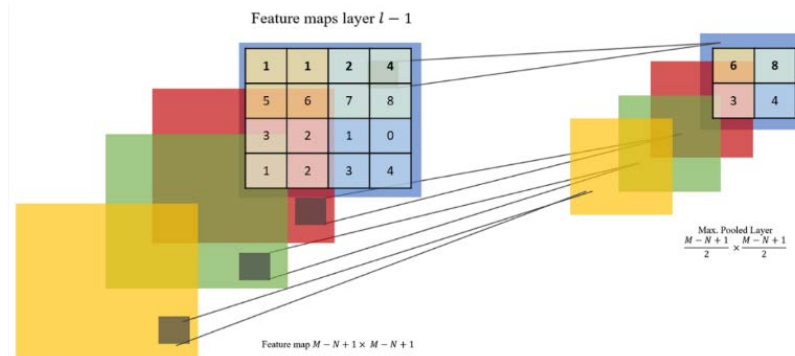 Feature maps layer l − 1
1 1 2 4
5 6 7 8
3 2 1 0
1 2 3 4
6 8
3 4
Max. Pooled Layer
M − N + 1 / 2 × M − N + 1 / 2
Feature map M − N + 1 × M − N + 1